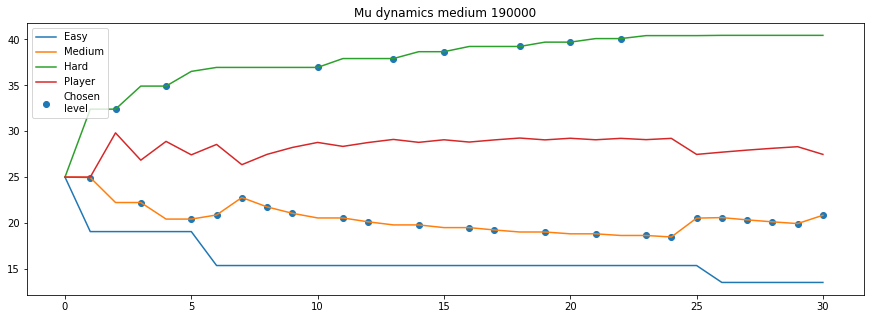 Mu dynamics medium 190000
Easy
Medium
Hard
Player
Chosen
level
40
35
30
25
20
15
0 5 10 15 20 25 30